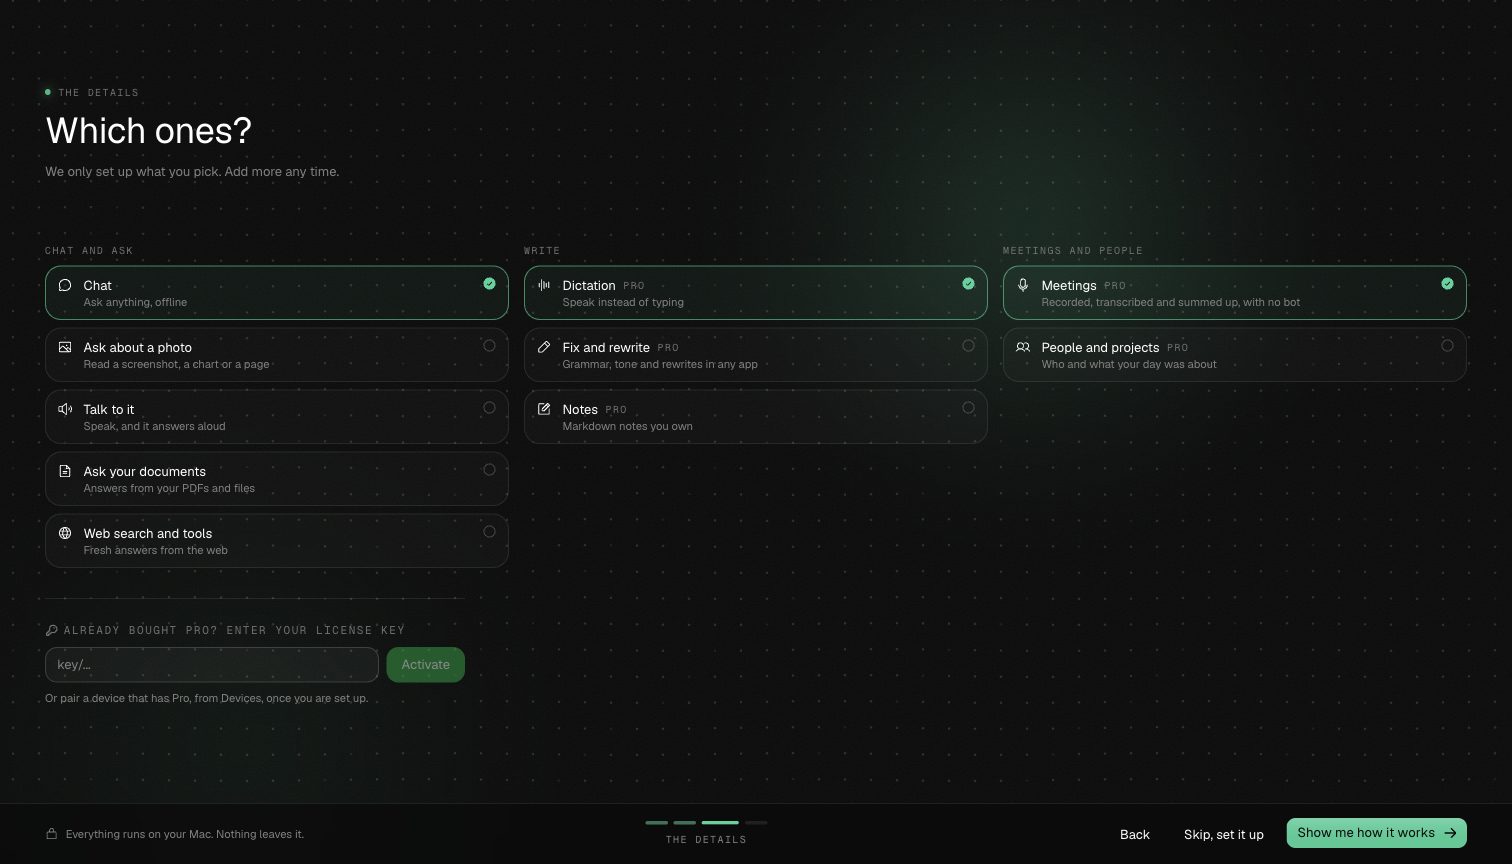 THE DETAILS
Which ones?
We only set up what you pick. Add more any time.
CHAT AND ASK
Chat
Ask anything, offline
Ask about a photo
Read a screenshot, a chart or a page
Talk to it
Speak, and it answers aloud
Ask your documents
Answers from your PDFs and files
Web search and tools
Fresh answers from the web
WRITE
Dictation PRO
Speak instead of typing
Fix and rewrite PRO
Grammar, tone and rewrites in any app
Notes PRO
Markdown notes you own
MEETINGS AND PEOPLE
Meetings PRO
Recorded, transcribed and summed up, with no bot
People and projects PRO
Who and what your day was about
ALREADY BOUGHT PRO? ENTER YOUR LICENSE KEY
key/...
Activate
Or pair a device that has Pro, from Devices, once you are set up.
Everything runs on your Mac. Nothing leaves it.
THE DETAILS
Back
Skip, set it up
Show me how it works